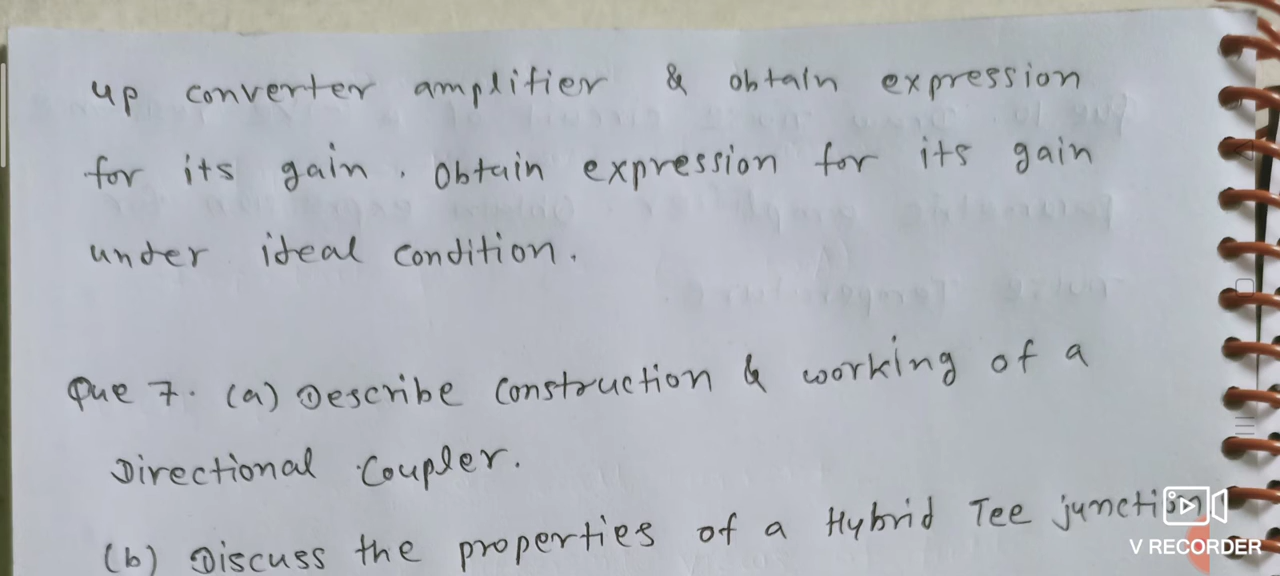 up converter amplifier & obtain expression
for its gain. Obtain expression for its gain
under ideal condition.
Que 7. (a) Describe Construction & working of a
Directional Coupler.
(b) Discuss the properties of a Hybrid Tee junction
V RECORDER